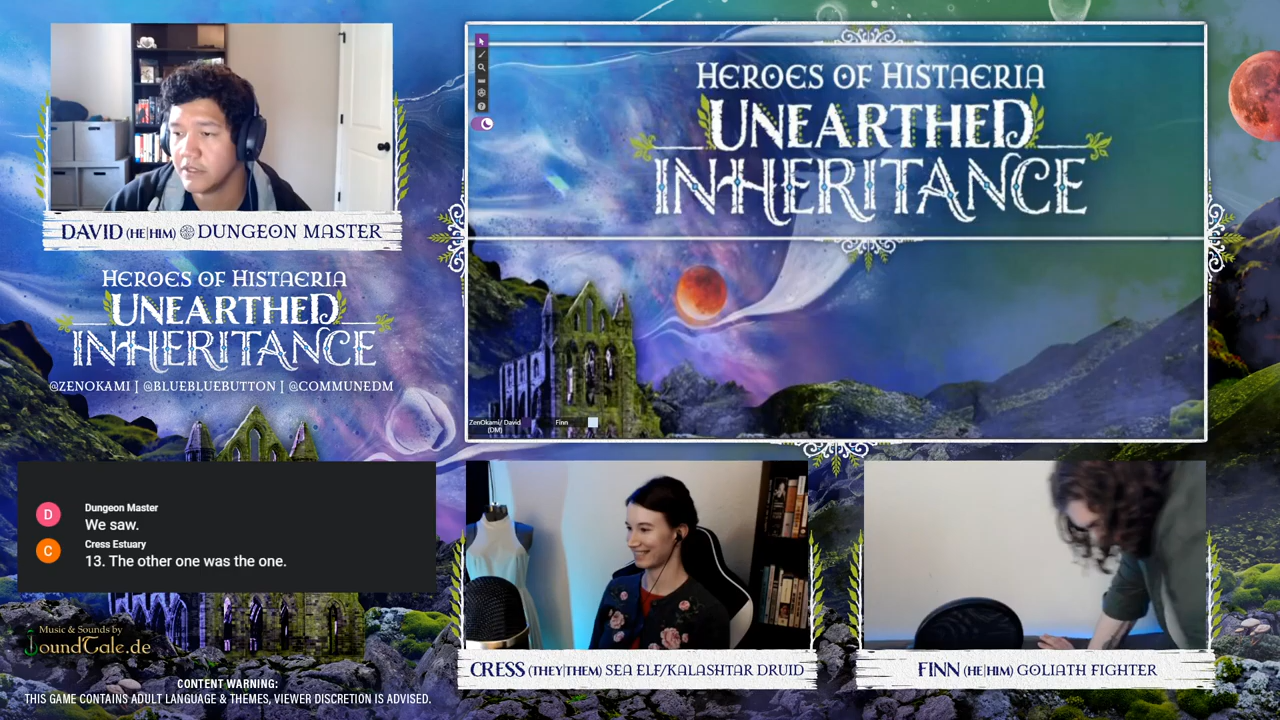 DAVID (HE|HIM) DUNGEON MASTER
HEROES OF HISTAERIA
UNEARTHED
INHERITANCE
@ZENOKAMI | @BLUEBLUEBUTTON | @COMMUNEDM
D
Dungeon Master
We saw.
C
Cress Estuary
13. The other one was the one.
Music & Sounds by
SoundTale.de
CONTENT WARNING:
THIS GAME CONTAINS ADULT LANGUAGE & THEMES, VIEWER DISCRETION IS ADVISED.
HEROES OF HISTAERIA
UNEARTHED
INHERITANCE
ZenOkami/ David
(DM)
Finn
CRESS (THEY|THEM) SEA ELF/KALASHTAR DRUID
FINN (HE|HIM) GOLIATH FIGHTER